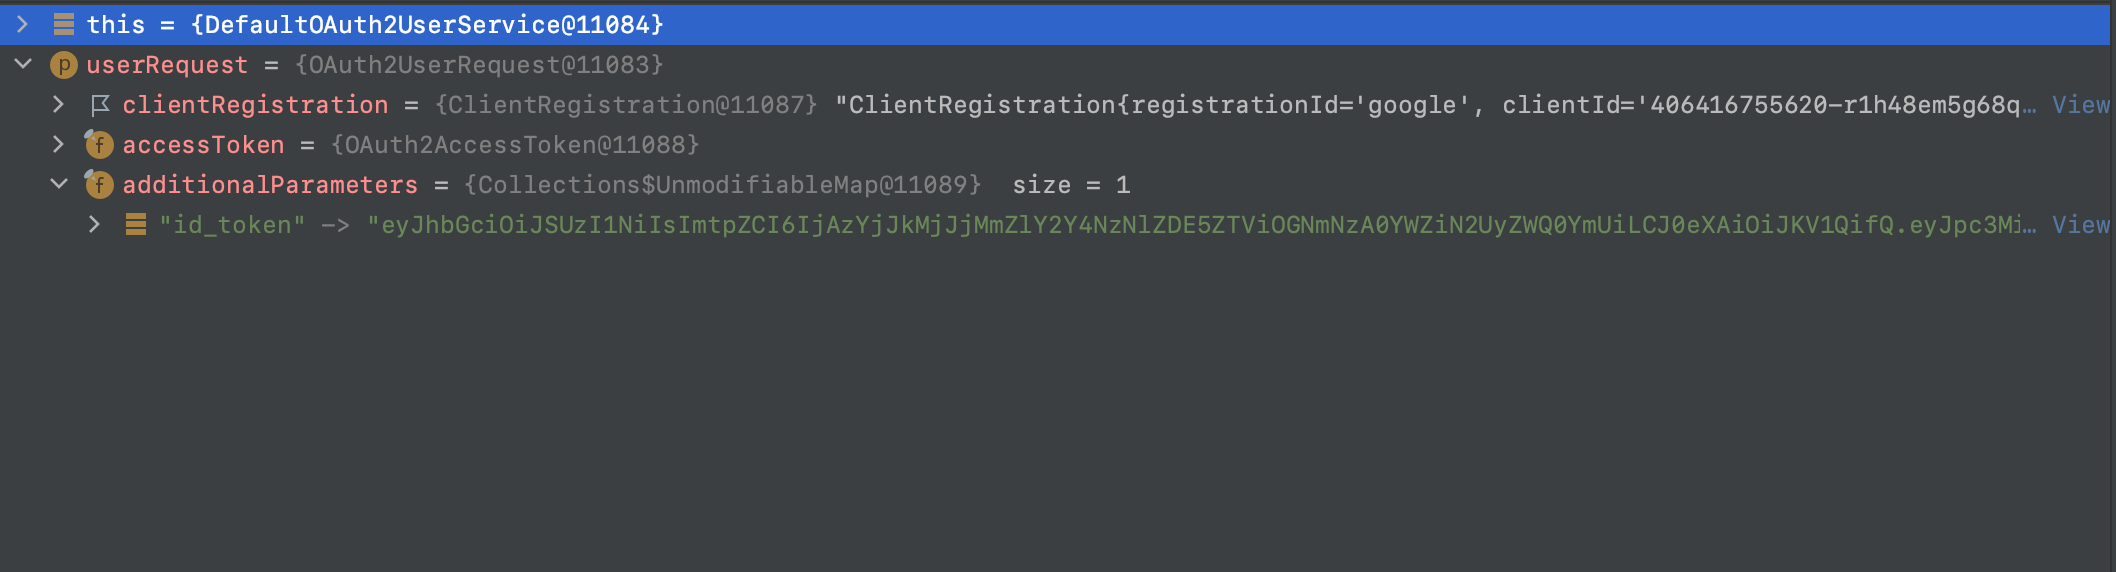 this = {DefaultOAuth2UserService@11084}
p userRequest = {OAuth2UserRequest@11083}
clientRegistration = {ClientRegistration@11087} "ClientRegistration{registrationId='google', clientId='406416755620-r1h48em5g68q… View
f accessToken = {OAuth2AccessToken@11088}
f additionalParameters = {Collections$UnmodifiableMap@11089} size = 1
"id_token" -> "eyJhbGciOiJSUzI1NiIsImtpZCI6IjAzYjJkMjJjMmZlY2Y4NzNlZDE5ZTViOGNmNzA0YWZiN2UyZWQ0YmUiLCJ0eXAiOiJKV1QifQ.eyJpc3Mi… View